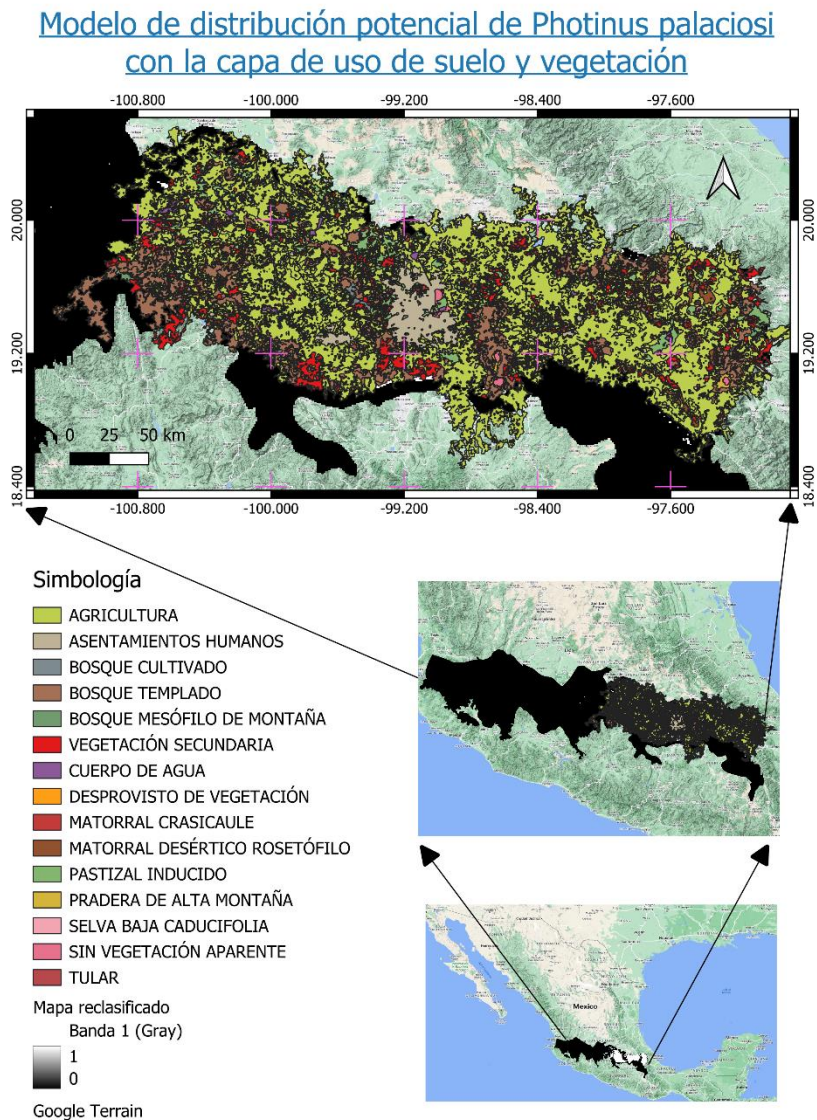 Modelo de distribución potencial de Photinus palaciosi
con la capa de uso de suelo y vegetación
-100.800 -100.000 -99.200 -98.400 -97.600
20.000 20.000
19.200 19.200
0 25 50 km
18.400 18.400
-100.800 -100.000 -99.200 -98.400 -97.600
Simbología
AGRICULTURA
ASENTAMIENTOS HUMANOS
BOSQUE CULTIVADO
BOSQUE TEMPLADO
BOSQUE MESÓFILO DE MONTAÑA
VEGETACIÓN SECUNDARIA
CUERPO DE AGUA
DESPROVISTO DE VEGETACIÓN
MATORRAL CRASICAULE
MATORRAL DESÉRTICO ROSETÓFILO
PASTIZAL INDUCIDO
PRADERA DE ALTA MONTAÑA
SELVA BAJA CADUCIFOLIA
SIN VEGETACIÓN APARENTE
TULAR
Mapa reclasificado
Banda 1 (Gray)
1
0
Google Terrain
Mexico